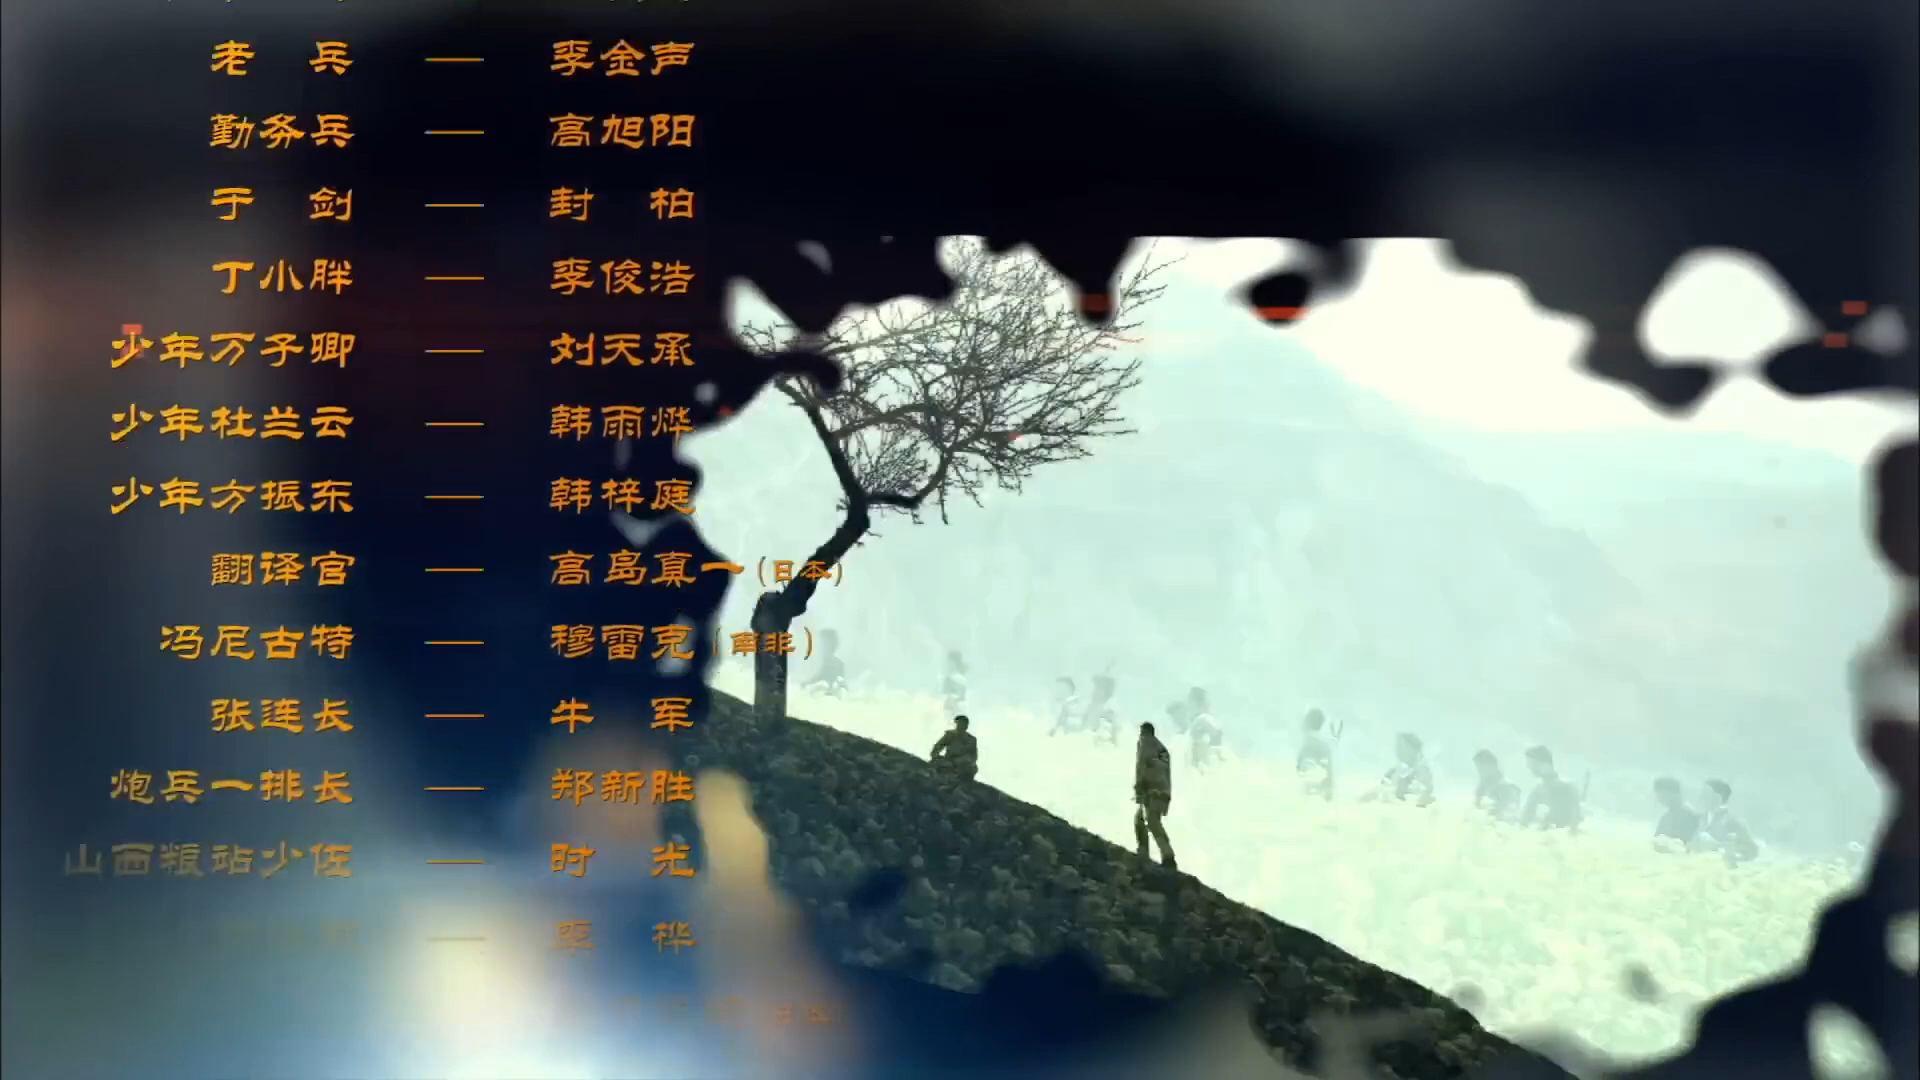 老兵 — 李金声
勤务兵 — 高旭阳
于剑 — 封柏
丁小胖 — 李俊浩
少年万子卿 — 刘天承
少年杜兰云 — 韩雨烨
少年方振东 — 韩梓庭
翻译官 — 高岛真一（日本）
冯尼古特 — 穆雷克（南非）
张连长 — 牛军
炮兵一排长 — 郑新胜
山西粮站少佐 — 时光
— 巫桦